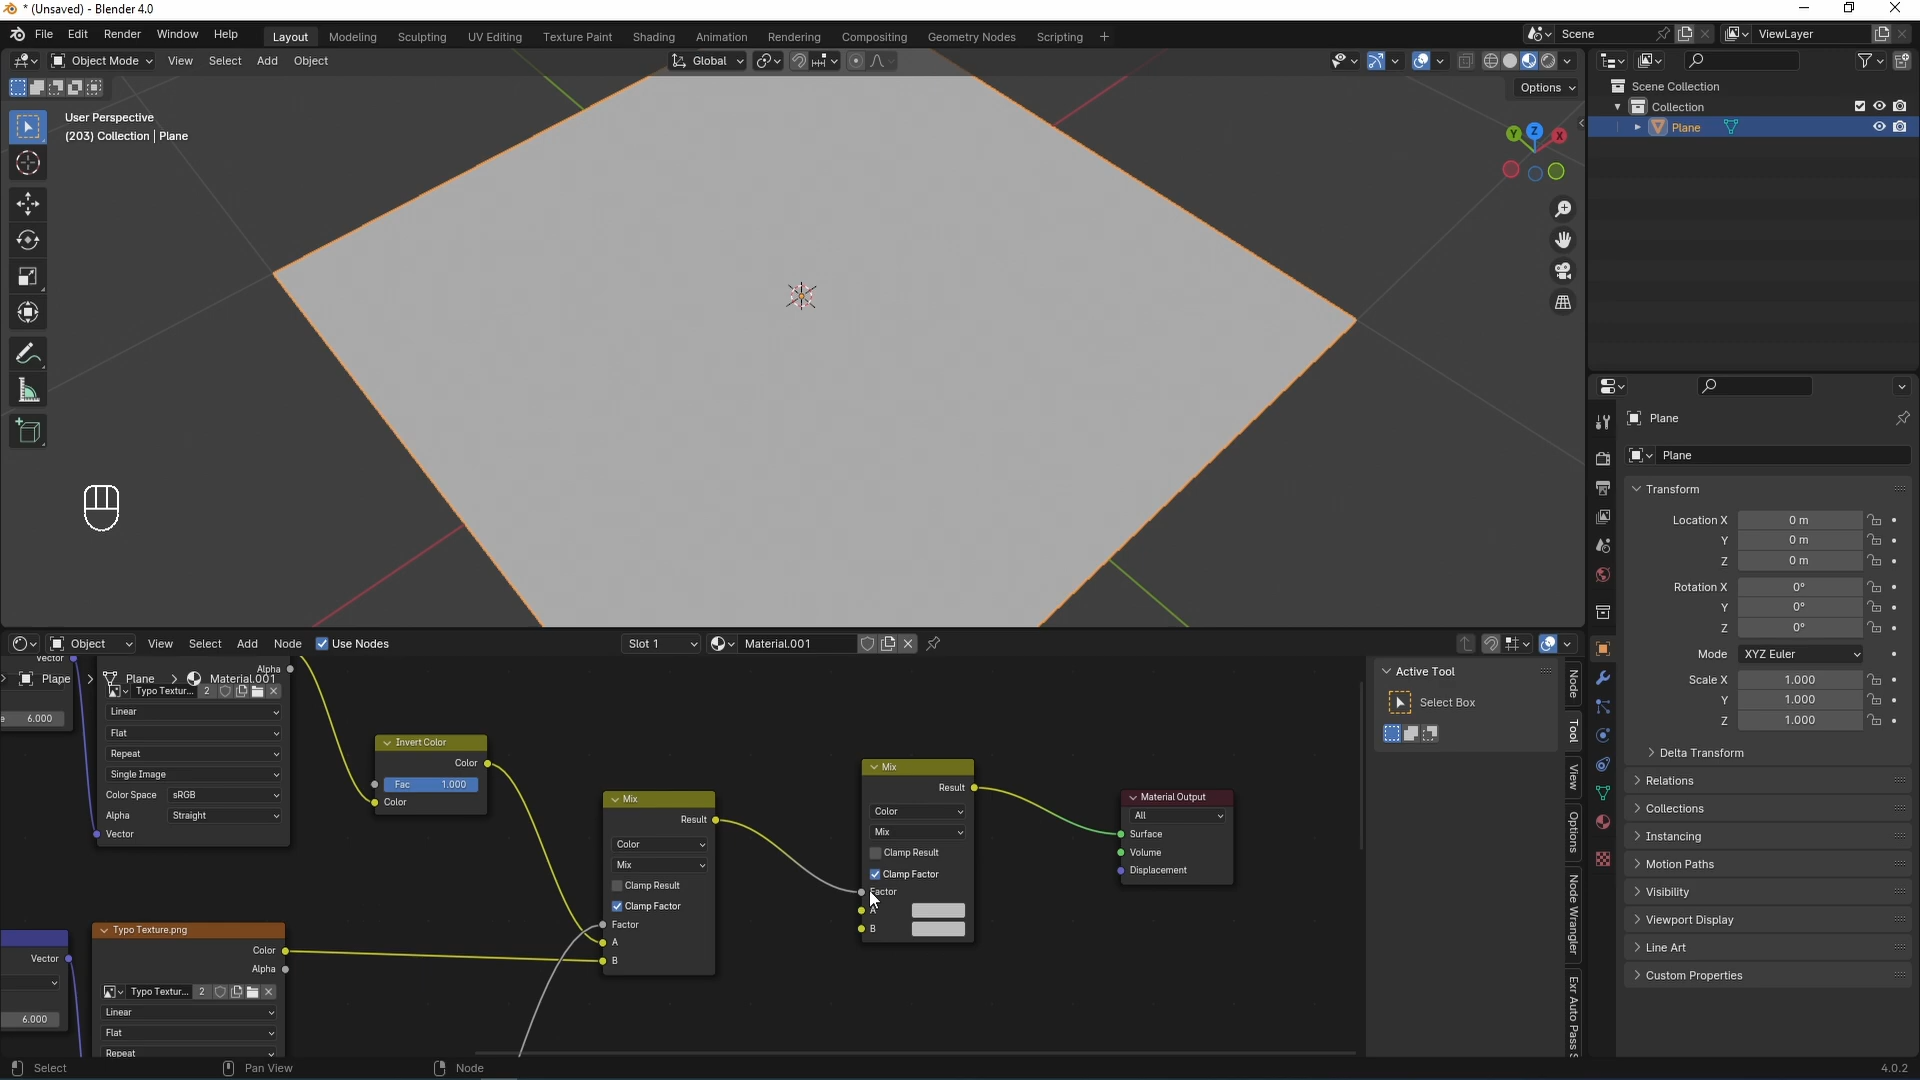 * (Unsaved) - Blender 4.0
File Edit Render Window Help Layout Modeling Sculpting UV Editing Texture Paint Shading Animation Rendering Compositing Geometry Nodes Scripting + Scene ViewLayer
Object Mode View Select Add Object Global
Options
User Perspective
(203) Collection | Plane
Z
Y
X
Scene Collection
Collection
Plane
Plane
Plane
Transform
Location X 0 m
Y 0 m
Z 0 m
Rotation X 0°
Y 0°
Z 0°
Mode XYZ Euler
Scale X 1.000
Y 1.000
Z 1.000
Delta Transform
Relations
Collections
Instancing
Motion Paths
Visibility
Viewport Display
Line Art
Custom Properties
Object View Select Add Node Use Nodes Slot 1 Material.001
Plane > Plane > Material.001
Vector
6.000
Alpha
Typo Textur... 2
Linear
Flat
Repeat
Single Image
Color Space sRGB
Alpha Straight
Vector
Invert Color
Color
Fac 1.000
Color
Vector
6.000
Typo Texture.png
Color
Alpha
Typo Textur... 2
Linear
Flat
Repeat
Mix
Result
Color
Mix
Clamp Result
Clamp Factor
Factor
A
B
Mix
Result
Color
Mix
Clamp Result
Clamp Factor
Factor
A
B
Material Output
All
Surface
Volume
Displacement
Active Tool
Select Box
Node
Tool
View
Options
Node Wrangler
Exr Auto Pass S
Select Pan View Node 4.0.2